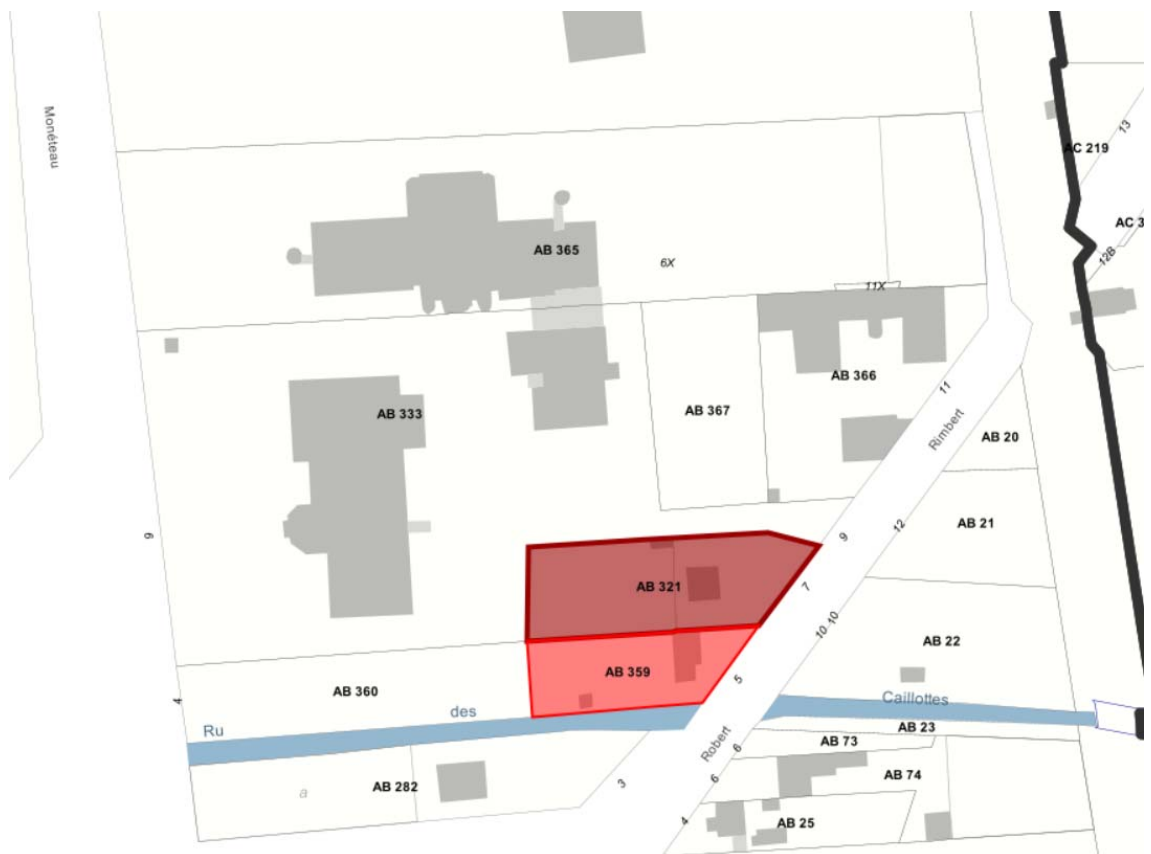 Monéteau
13
AC 219
AC 3
12B
AB 365
6X
11X
AB 366
11
AB 333
AB 367
Rimbert
AB 20
9
9
12
AB 21
AB 321
7
10
10
AB 22
AB 359
5
AB 360
4
Ru
des
Caillottes
AB 23
Robert
6
AB 73
AB 74
6
3
a
AB 282
4
AB 25